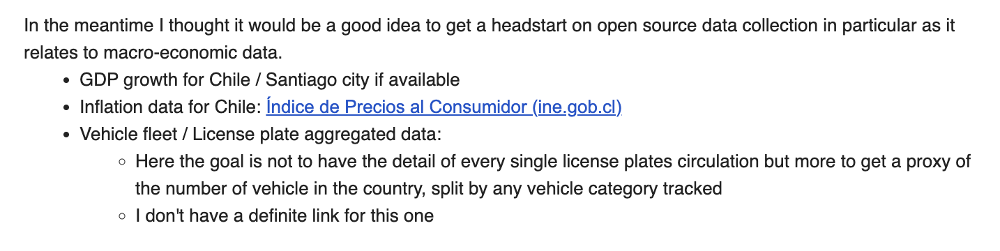 In the meantime I thought it would be a good idea to get a headstart on open source data collection in particular as it
relates to macro-economic data.
• GDP growth for Chile / Santiago city if available
• Inflation data for Chile: Índice de Precios al Consumidor (ine.gob.cl)
• Vehicle fleet / License plate aggregated data:
◦ Here the goal is not to have the detail of every single license plates circulation but more to get a proxy of
the number of vehicle in the country, split by any vehicle category tracked
◦ I don't have a definite link for this one